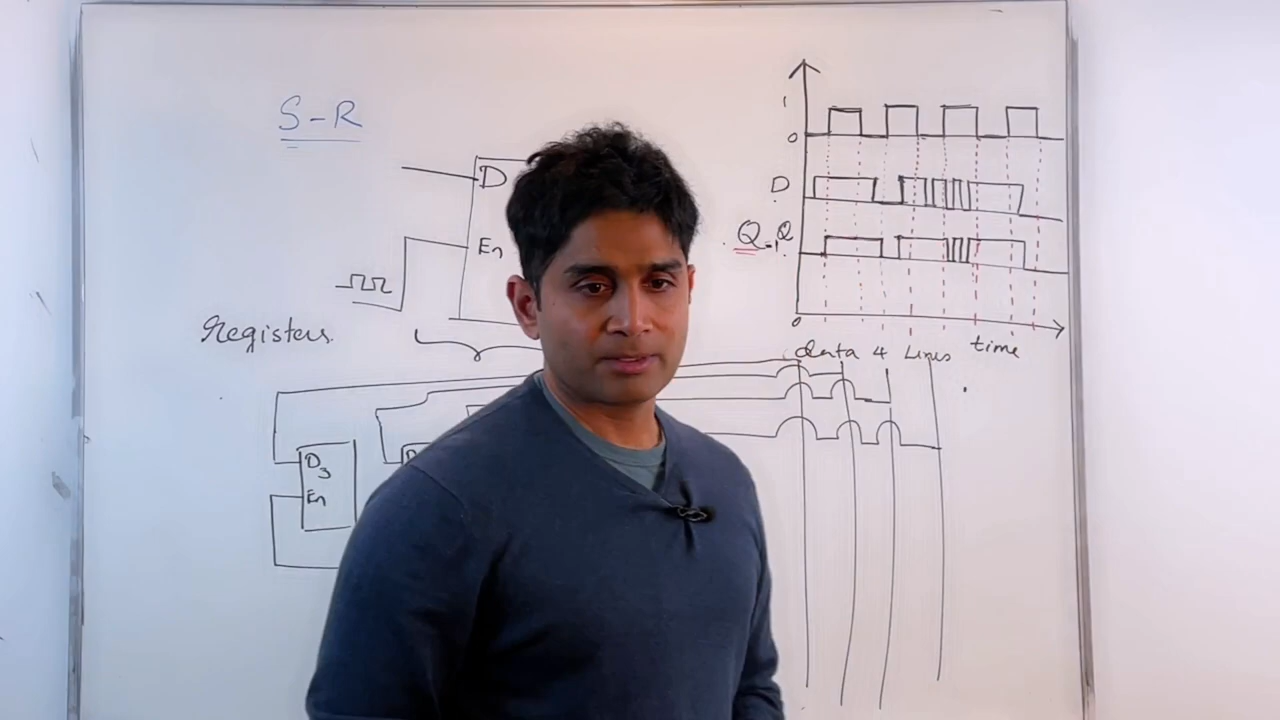 S-R
1
0
D
D
Q Q
En
Registers.
0
data 4 Lines
time
D3
En